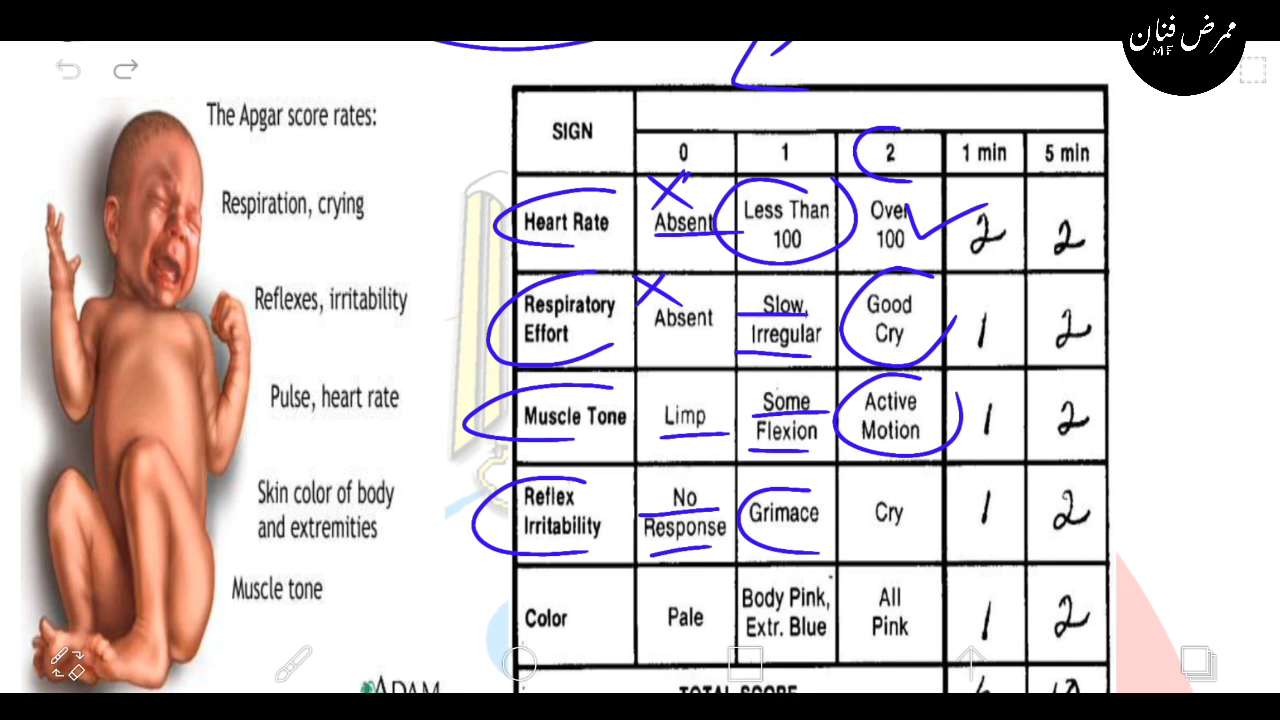 ممرض فنان
MF
The Apgar score rates:
Respiration, crying
Reflexes, irritability
Pulse, heart rate
Skin color of body
and extremities
Muscle tone
ADAM
SIGN
0 1 2 1 min 5 min
Heart Rate Absent Less Than 100 Over 100 2 2
Respiratory Effort Absent Slow, Irregular Good Cry 1 2
Muscle Tone Limp Some Flexion Active Motion 1 2
Reflex Irritability No Response Grimace Cry 1 2
Color Pale Body Pink, Extr. Blue All Pink 1 2
TOTAL SCORE